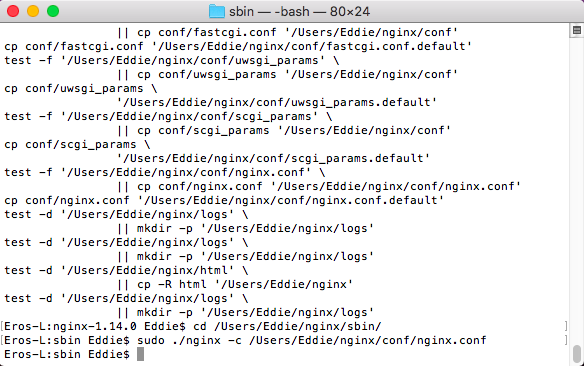 sbin — -bash — 80×24
|| cp conf/fastcgi.conf '/Users/Eddie/nginx/conf'
cp conf/fastcgi.conf '/Users/Eddie/nginx/conf/fastcgi.conf.default'
test -f '/Users/Eddie/nginx/conf/uwsgi_params' \
|| cp conf/uwsgi_params '/Users/Eddie/nginx/conf'
cp conf/uwsgi_params \
'/Users/Eddie/nginx/conf/uwsgi_params.default'
test -f '/Users/Eddie/nginx/conf/scgi_params' \
|| cp conf/scgi_params '/Users/Eddie/nginx/conf'
cp conf/scgi_params \
'/Users/Eddie/nginx/conf/scgi_params.default'
test -f '/Users/Eddie/nginx/conf/nginx.conf' \
|| cp conf/nginx.conf '/Users/Eddie/nginx/conf/nginx.conf'
cp conf/nginx.conf '/Users/Eddie/nginx/conf/nginx.conf.default'
test -d '/Users/Eddie/nginx/logs' \
|| mkdir -p '/Users/Eddie/nginx/logs'
test -d '/Users/Eddie/nginx/logs' \
|| mkdir -p '/Users/Eddie/nginx/logs'
test -d '/Users/Eddie/nginx/html' \
|| cp -R html '/Users/Eddie/nginx'
test -d '/Users/Eddie/nginx/logs' \
|| mkdir -p '/Users/Eddie/nginx/logs'
[Eros-L:nginx-1.14.0 Eddie$ cd /Users/Eddie/nginx/sbin/ ]
[Eros-L:sbin Eddie$ sudo ./nginx -c /Users/Eddie/nginx/conf/nginx.conf ]
Eros-L:sbin Eddie$